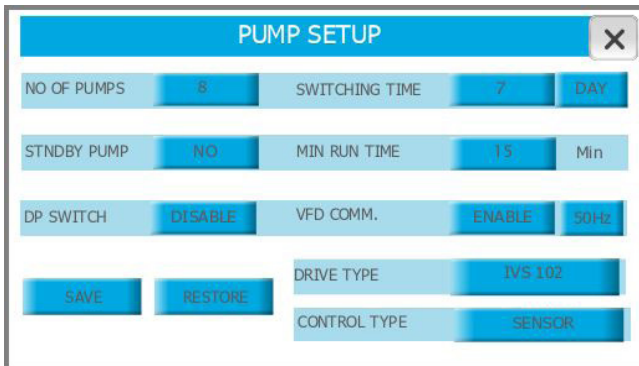 PUMP SETUP X
NO OF PUMPS 8 SWITCHING TIME 7 DAY
STNDBY PUMP NO MIN RUN TIME 15 Min
DP SWITCH DISABLE VFD COMM. ENABLE 50Hz
DRIVE TYPE IVS 102
SAVE RESTORE
CONTROL TYPE SENSOR